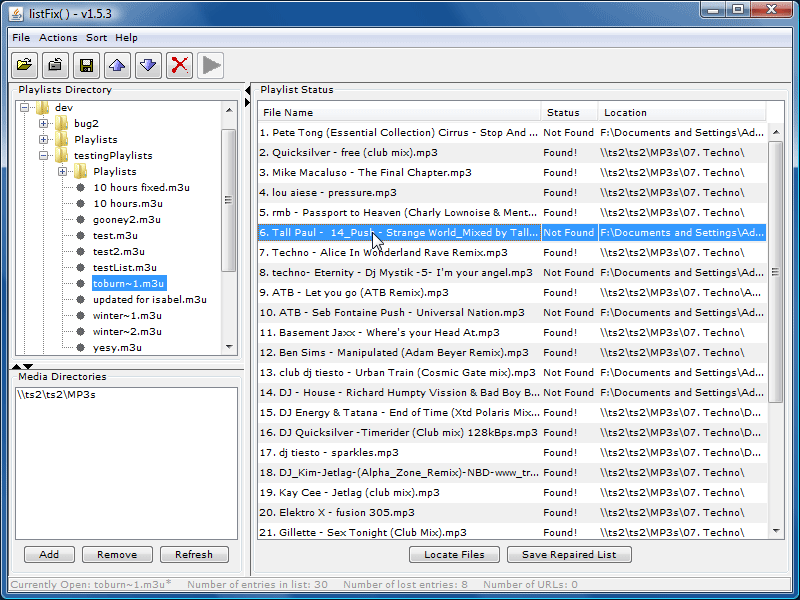 listFix( ) - v1.5.3
File Actions Sort Help
Playlists Directory
dev
bug2
Playlists
testingPlaylists
Playlists
10 hours fixed.m3u
10 hours.m3u
gooney2.m3u
test.m3u
test2.m3u
testList.m3u
toburn~1.m3u
updated for isabel.m3u
winter~1.m3u
winter~2.m3u
yesy.m3u
Media Directories
\\ts2\ts2\MP3s
Add Remove Refresh
Playlist Status
File Name Status Location
1. Pete Tong (Essential Collection) Cirrus - Stop And ... Not Found F:\Documents and Settings\Ad...
2. Quicksilver - free (club mix).mp3 Found! \\ts2\ts2\MP3s\07. Techno\
3. Mike Macaluso - The Final Chapter.mp3 Found! \\ts2\ts2\MP3s\07. Techno\
4. lou aiese - pressure.mp3 Found! \\ts2\ts2\MP3s\07. Techno\
5. rmb - Passport to Heaven (Charly Lownoise & Ment... Found! \\ts2\ts2\MP3s\07. Techno\
6. Tall Paul - 14_Push - Strange World_Mixed by Tall... Not Found F:\Documents and Settings\Ad...
7. Techno - Alice In Wonderland Rave Remix.mp3 Found! \\ts2\ts2\MP3s\07. Techno\
8. techno- Eternity - Dj Mystik -5- I'm your angel.mp3 Not Found F:\Documents and Settings\Ad...
9. ATB - Let you go (ATB Remix).mp3 Found! \\ts2\ts2\MP3s\07. Techno\A...
10. ATB - Seb Fontaine Push - Universal Nation.mp3 Not Found F:\Documents and Settings\Ad...
11. Basement Jaxx - Where's your Head At.mp3 Found! \\ts2\ts2\MP3s\07. Techno\
12. Ben Sims - Manipulated (Adam Beyer Remix).mp3 Found! \\ts2\ts2\MP3s\07. Techno\
13. club dj tiesto - Urban Train (Cosmic Gate mix).mp3 Not Found F:\Documents and Settings\Ad...
14. DJ - House - Richard Humpty Vission & Bad Boy B... Not Found F:\Documents and Settings\Ad...
15. DJ Energy & Tatana - End of Time (Xtd Polaris Mix... Found! \\ts2\ts2\MP3s\07. Techno\D...
16. DJ Quicksilver -Timerider (Club mix) 128kBps.mp3 Found! \\ts2\ts2\MP3s\07. Techno\D...
17. dj tiesto - sparkles.mp3 Found! \\ts2\ts2\MP3s\07. Techno\D...
18. DJ_Kim-Jetlag-(Alpha_Zone_Remix)-NBD-www_tr... Found! \\ts2\ts2\MP3s\07. Techno\
19. Kay Cee - Jetlag (club mix).mp3 Found! \\ts2\ts2\MP3s\07. Techno\
20. Elektro X - fusion 305.mp3 Found! \\ts2\ts2\MP3s\07. Techno\
21. Gillette - Sex Tonight (Club Mix).mp3 Found! \\ts2\ts2\MP3s\07. Techno\
Locate Files Save Repaired List
Currently Open: toburn~1.m3u* Number of entries in list: 30 Number of lost entries: 8 Number of URLs: 0